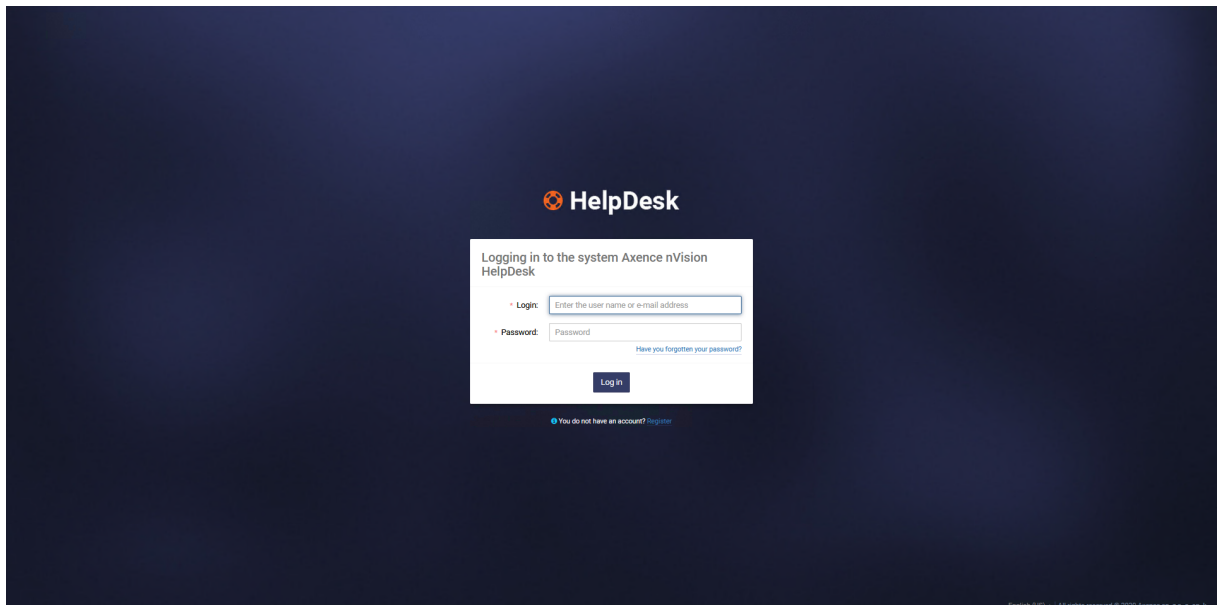 HelpDesk
Logging in to the system Axence nVision
HelpDesk
* Login:
Enter the user name or e-mail address
* Password:
Password
Have you forgotten your password?
Log in
You do not have an account? Register